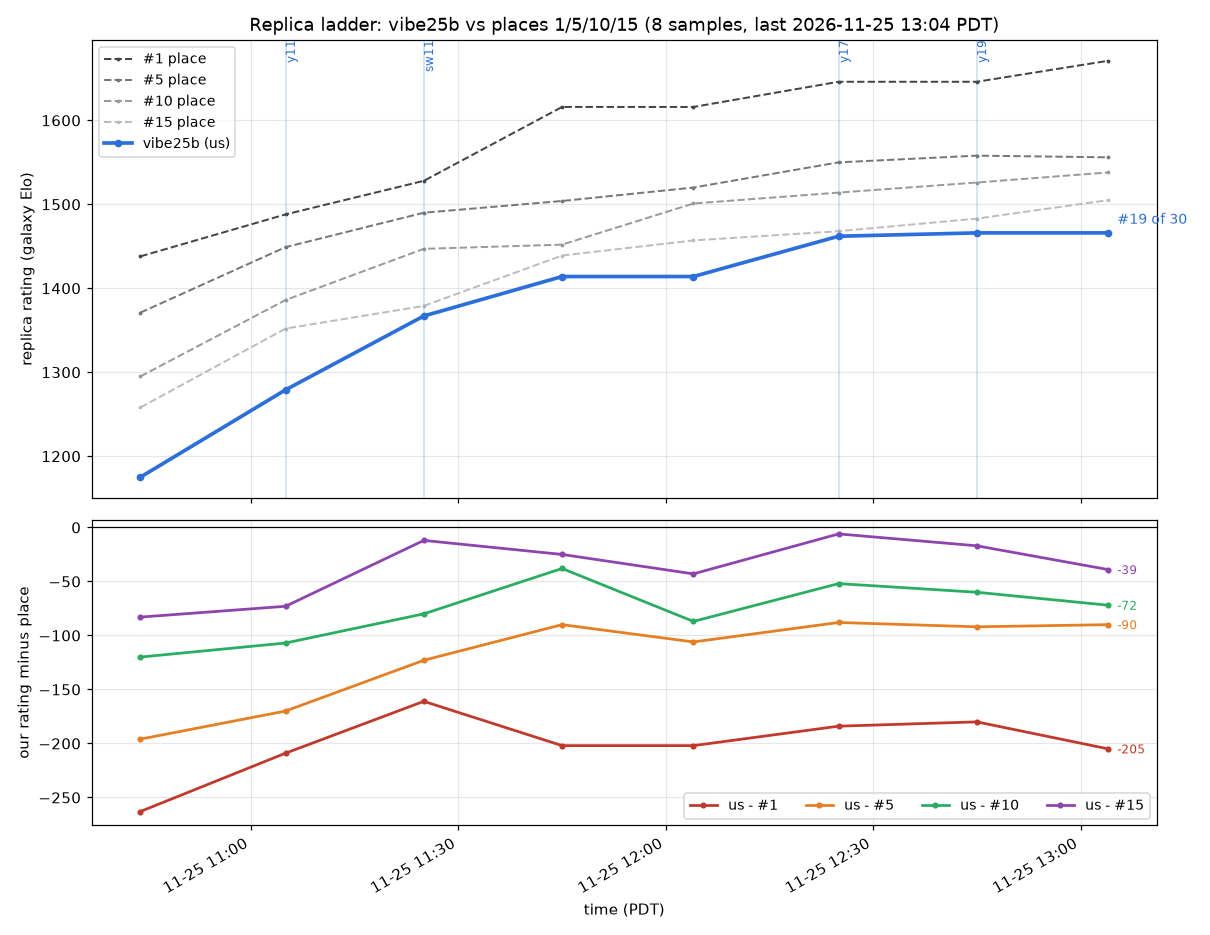 Replica ladder: vibe25b vs places 1/5/10/15 (8 samples, last 2026-11-25 13:04 PDT)
y11
sw11
y17
y19
#1 place
#5 place
#10 place
#15 place
vibe25b (us)
1600
1500
1400
1300
1200
replica rating (galaxy Elo)
#19 of 30
0
−50
−100
−150
−200
−250
our rating minus place
-39
-72
-90
-205
us - #1
us - #5
us - #10
us - #15
11-25 11:00
11-25 11:30
11-25 12:00
11-25 12:30
11-25 13:00
time (PDT)